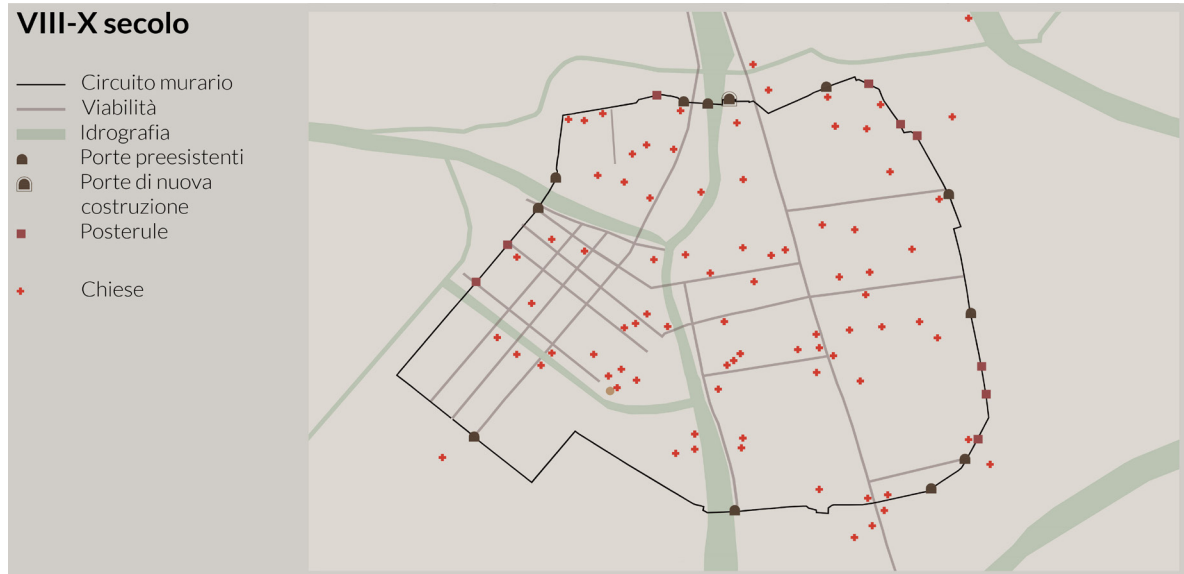 VIII-X secolo
Circuito murario
Viabilità
Idrografia
Porte preesistenti
Porte di nuova
costruzione
Posterule
Chiese